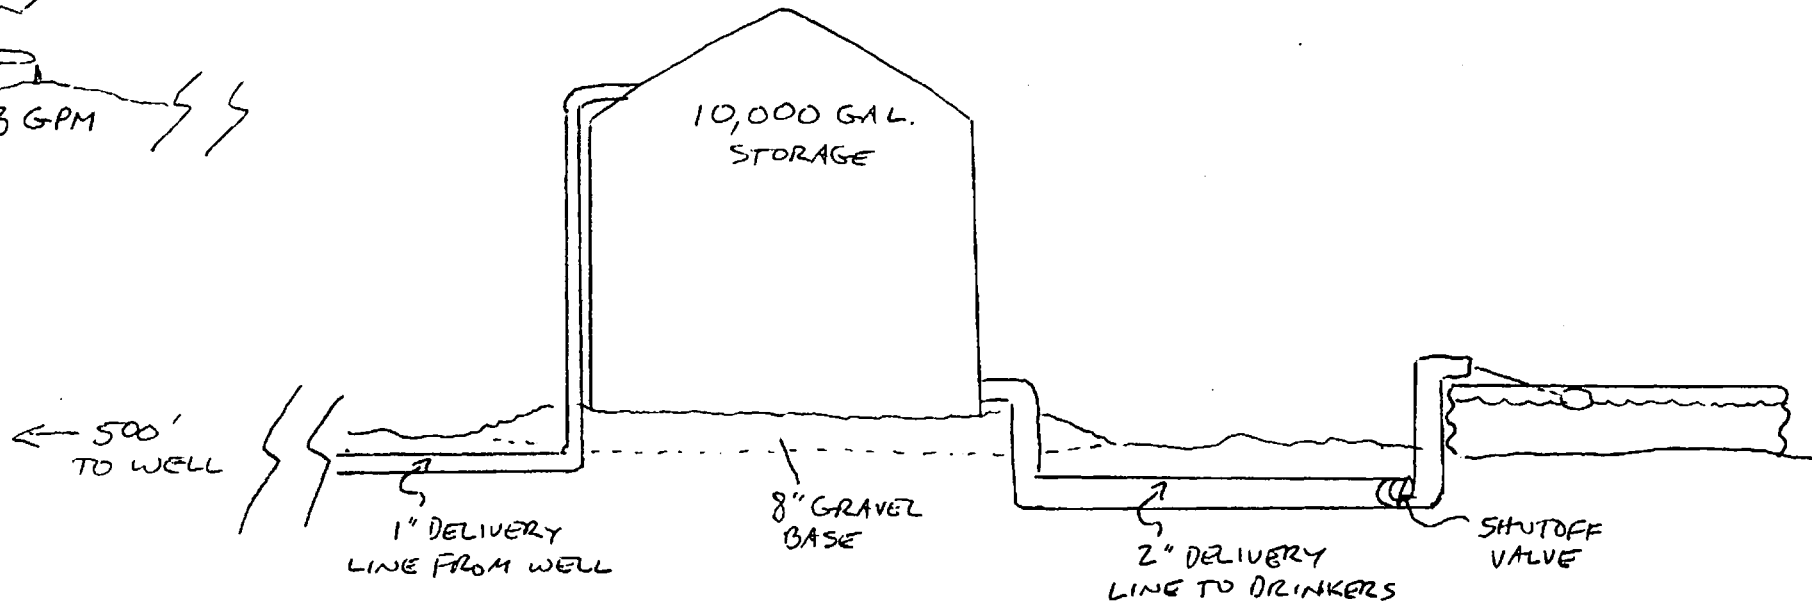 GPM
10,000 GAL.
STORAGE
← 500'
TO WELL
1" DELIVERY
LINE FROM WELL
8" GRAVEL
BASE
2" DELIVERY
LINE TO DRINKERS
SHUTOFF
VALVE